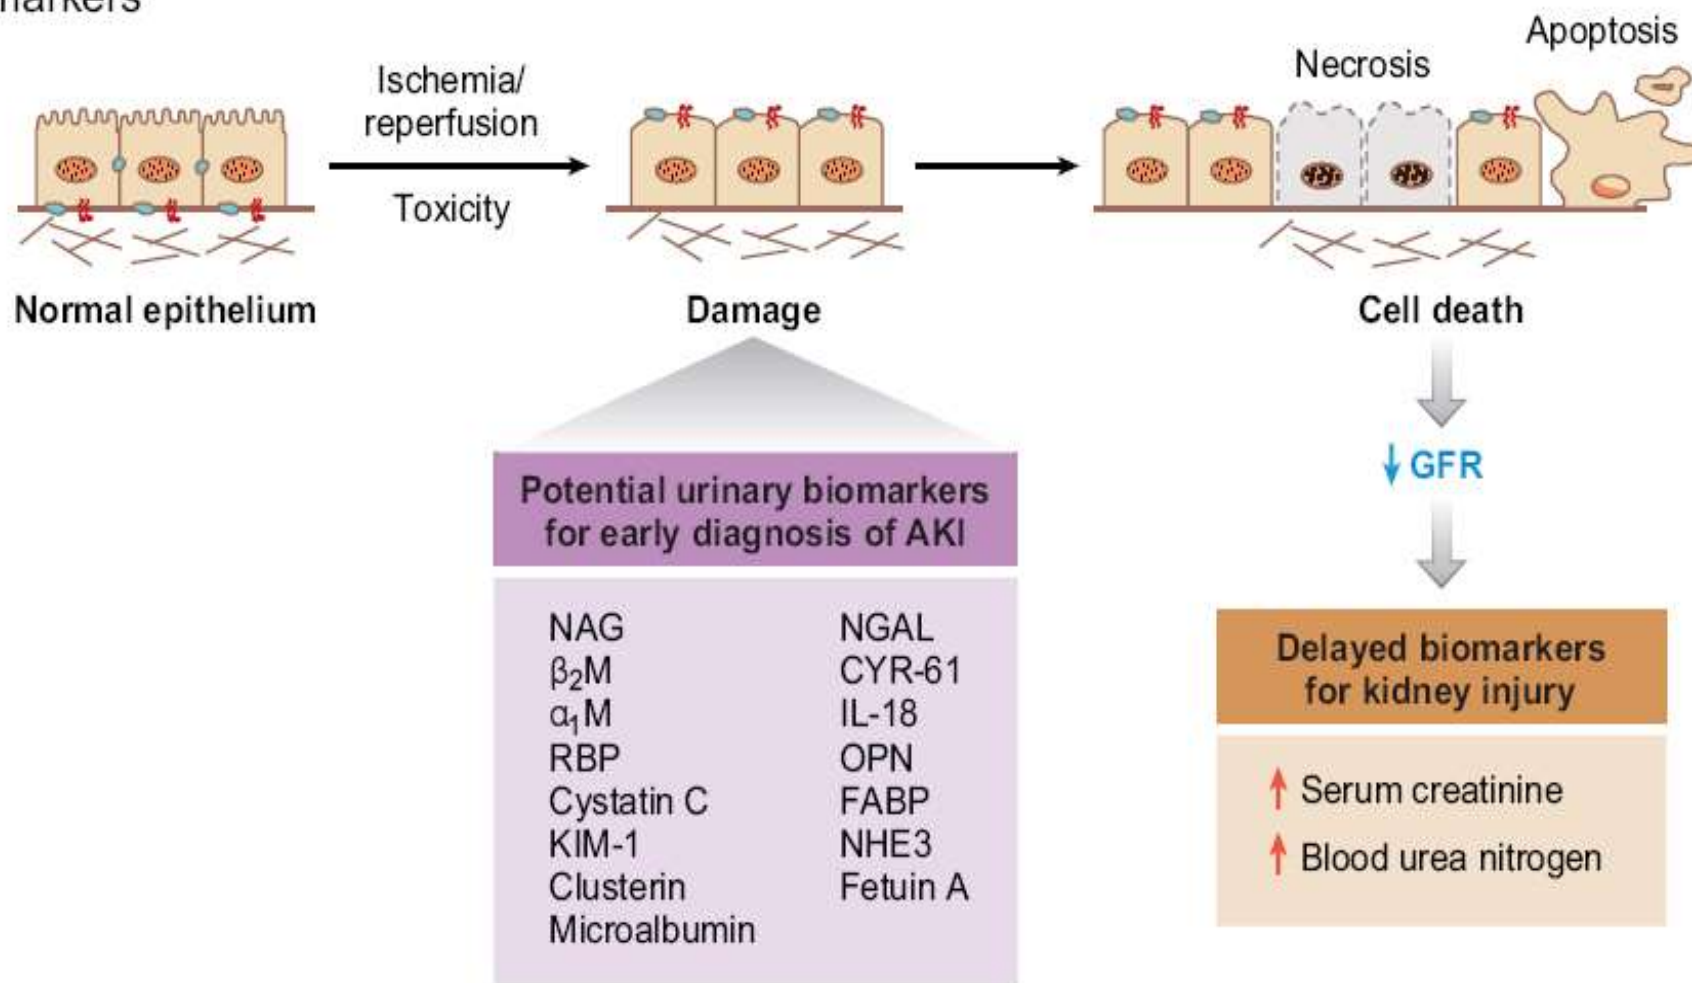 Ischemia/
reperfusion
Toxicity
Necrosis
Apoptosis
Normal epithelium
Damage
Cell death
Potential urinary biomarkers
for early diagnosis of AKI
NAG
β₂M
α₁M
RBP
Cystatin C
KIM-1
Clusterin
Microalbumin
NGAL
CYR-61
IL-18
OPN
FABP
NHE3
Fetuin A
↓ GFR
Delayed biomarkers
for kidney injury
↑ Serum creatinine
↑ Blood urea nitrogen